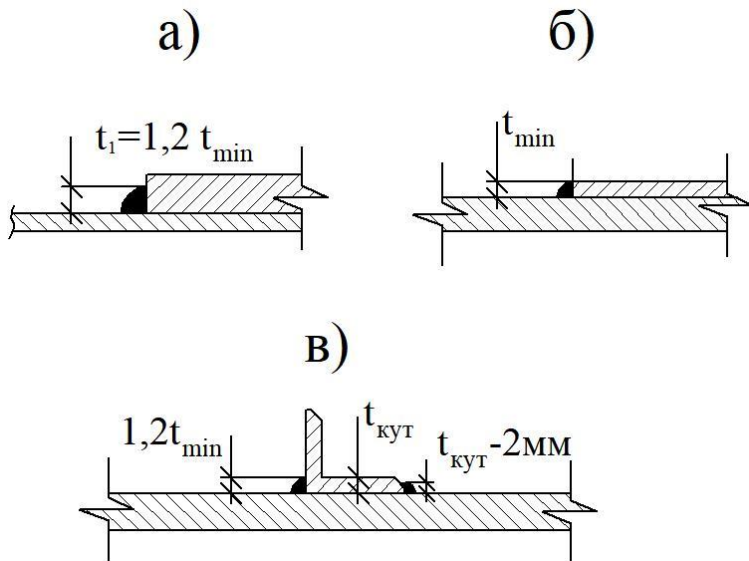 а)
б)
t₁=1,2 tmin
tmin
в)
1,2tmin
tкут
tкут-2мм